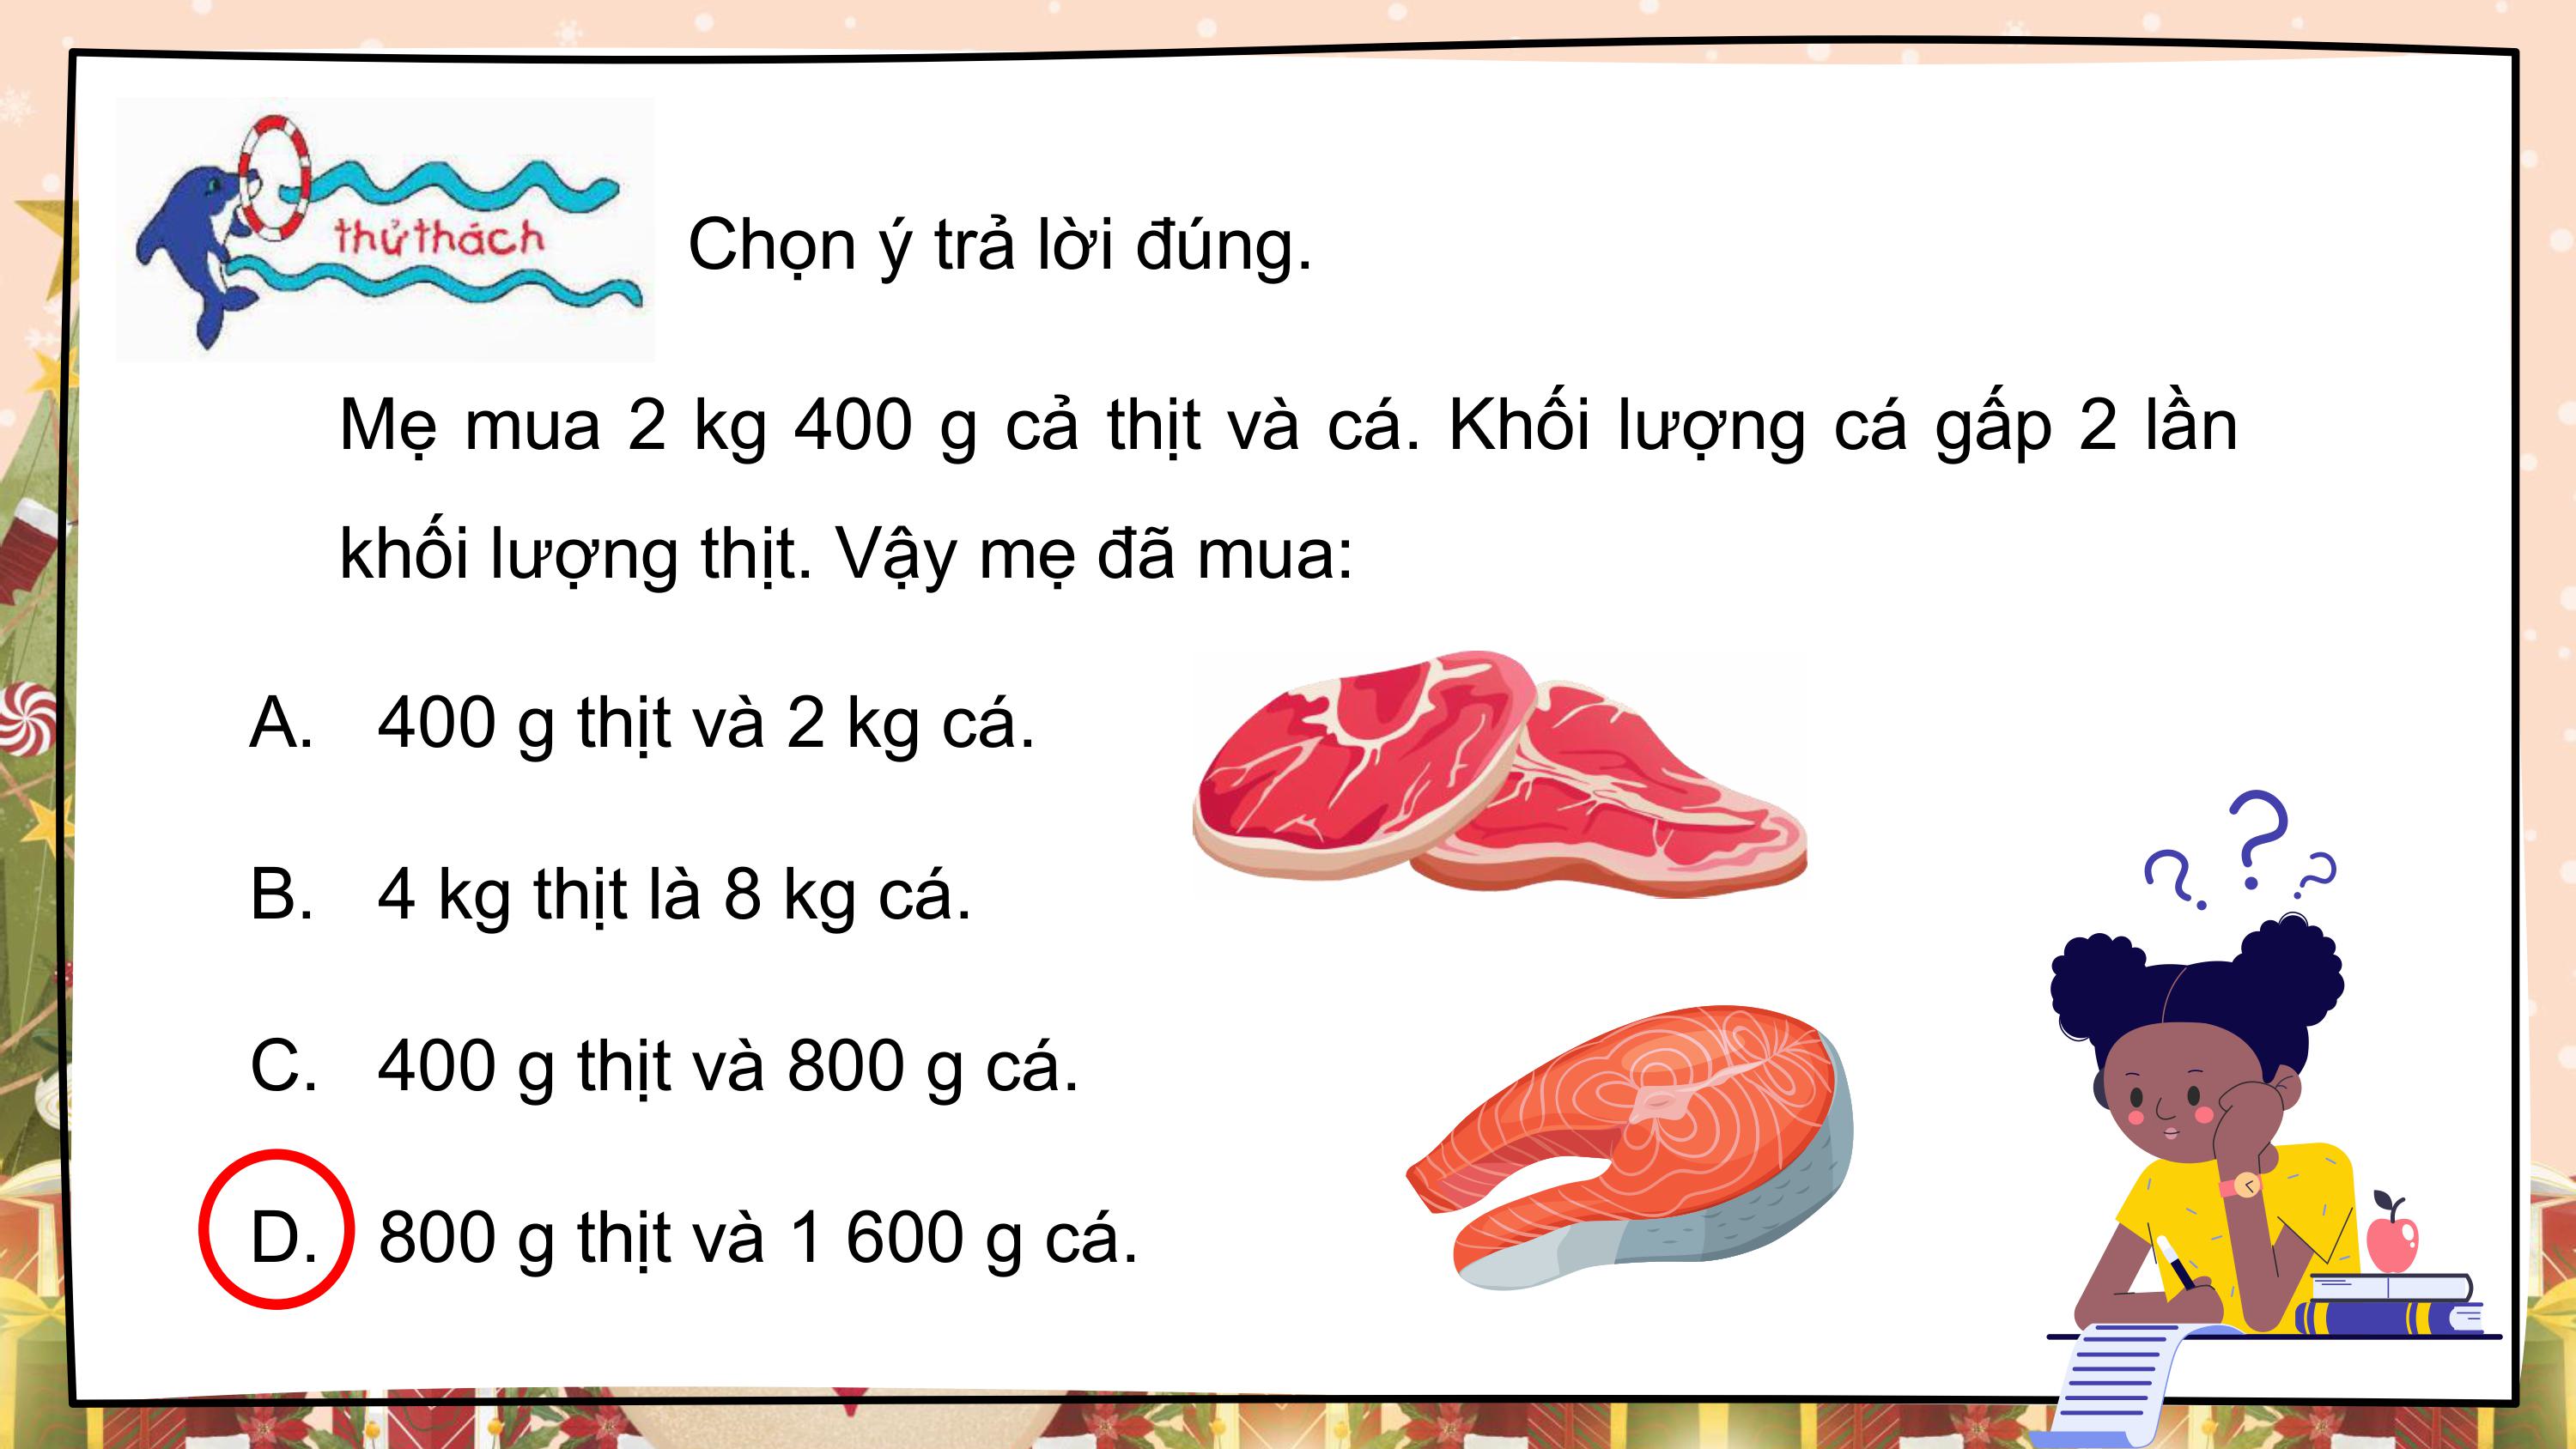 thử thách
Chọn ý trả lời đúng.
Mẹ mua 2 kg 400 g cả thịt và cá. Khối lượng cá gấp 2 lần
khối lượng thịt. Vậy mẹ đã mua:
A. 400 g thịt và 2 kg cá.
B. 4 kg thịt là 8 kg cá.
C. 400 g thịt và 800 g cá.
D. 800 g thịt và 1 600 g cá.